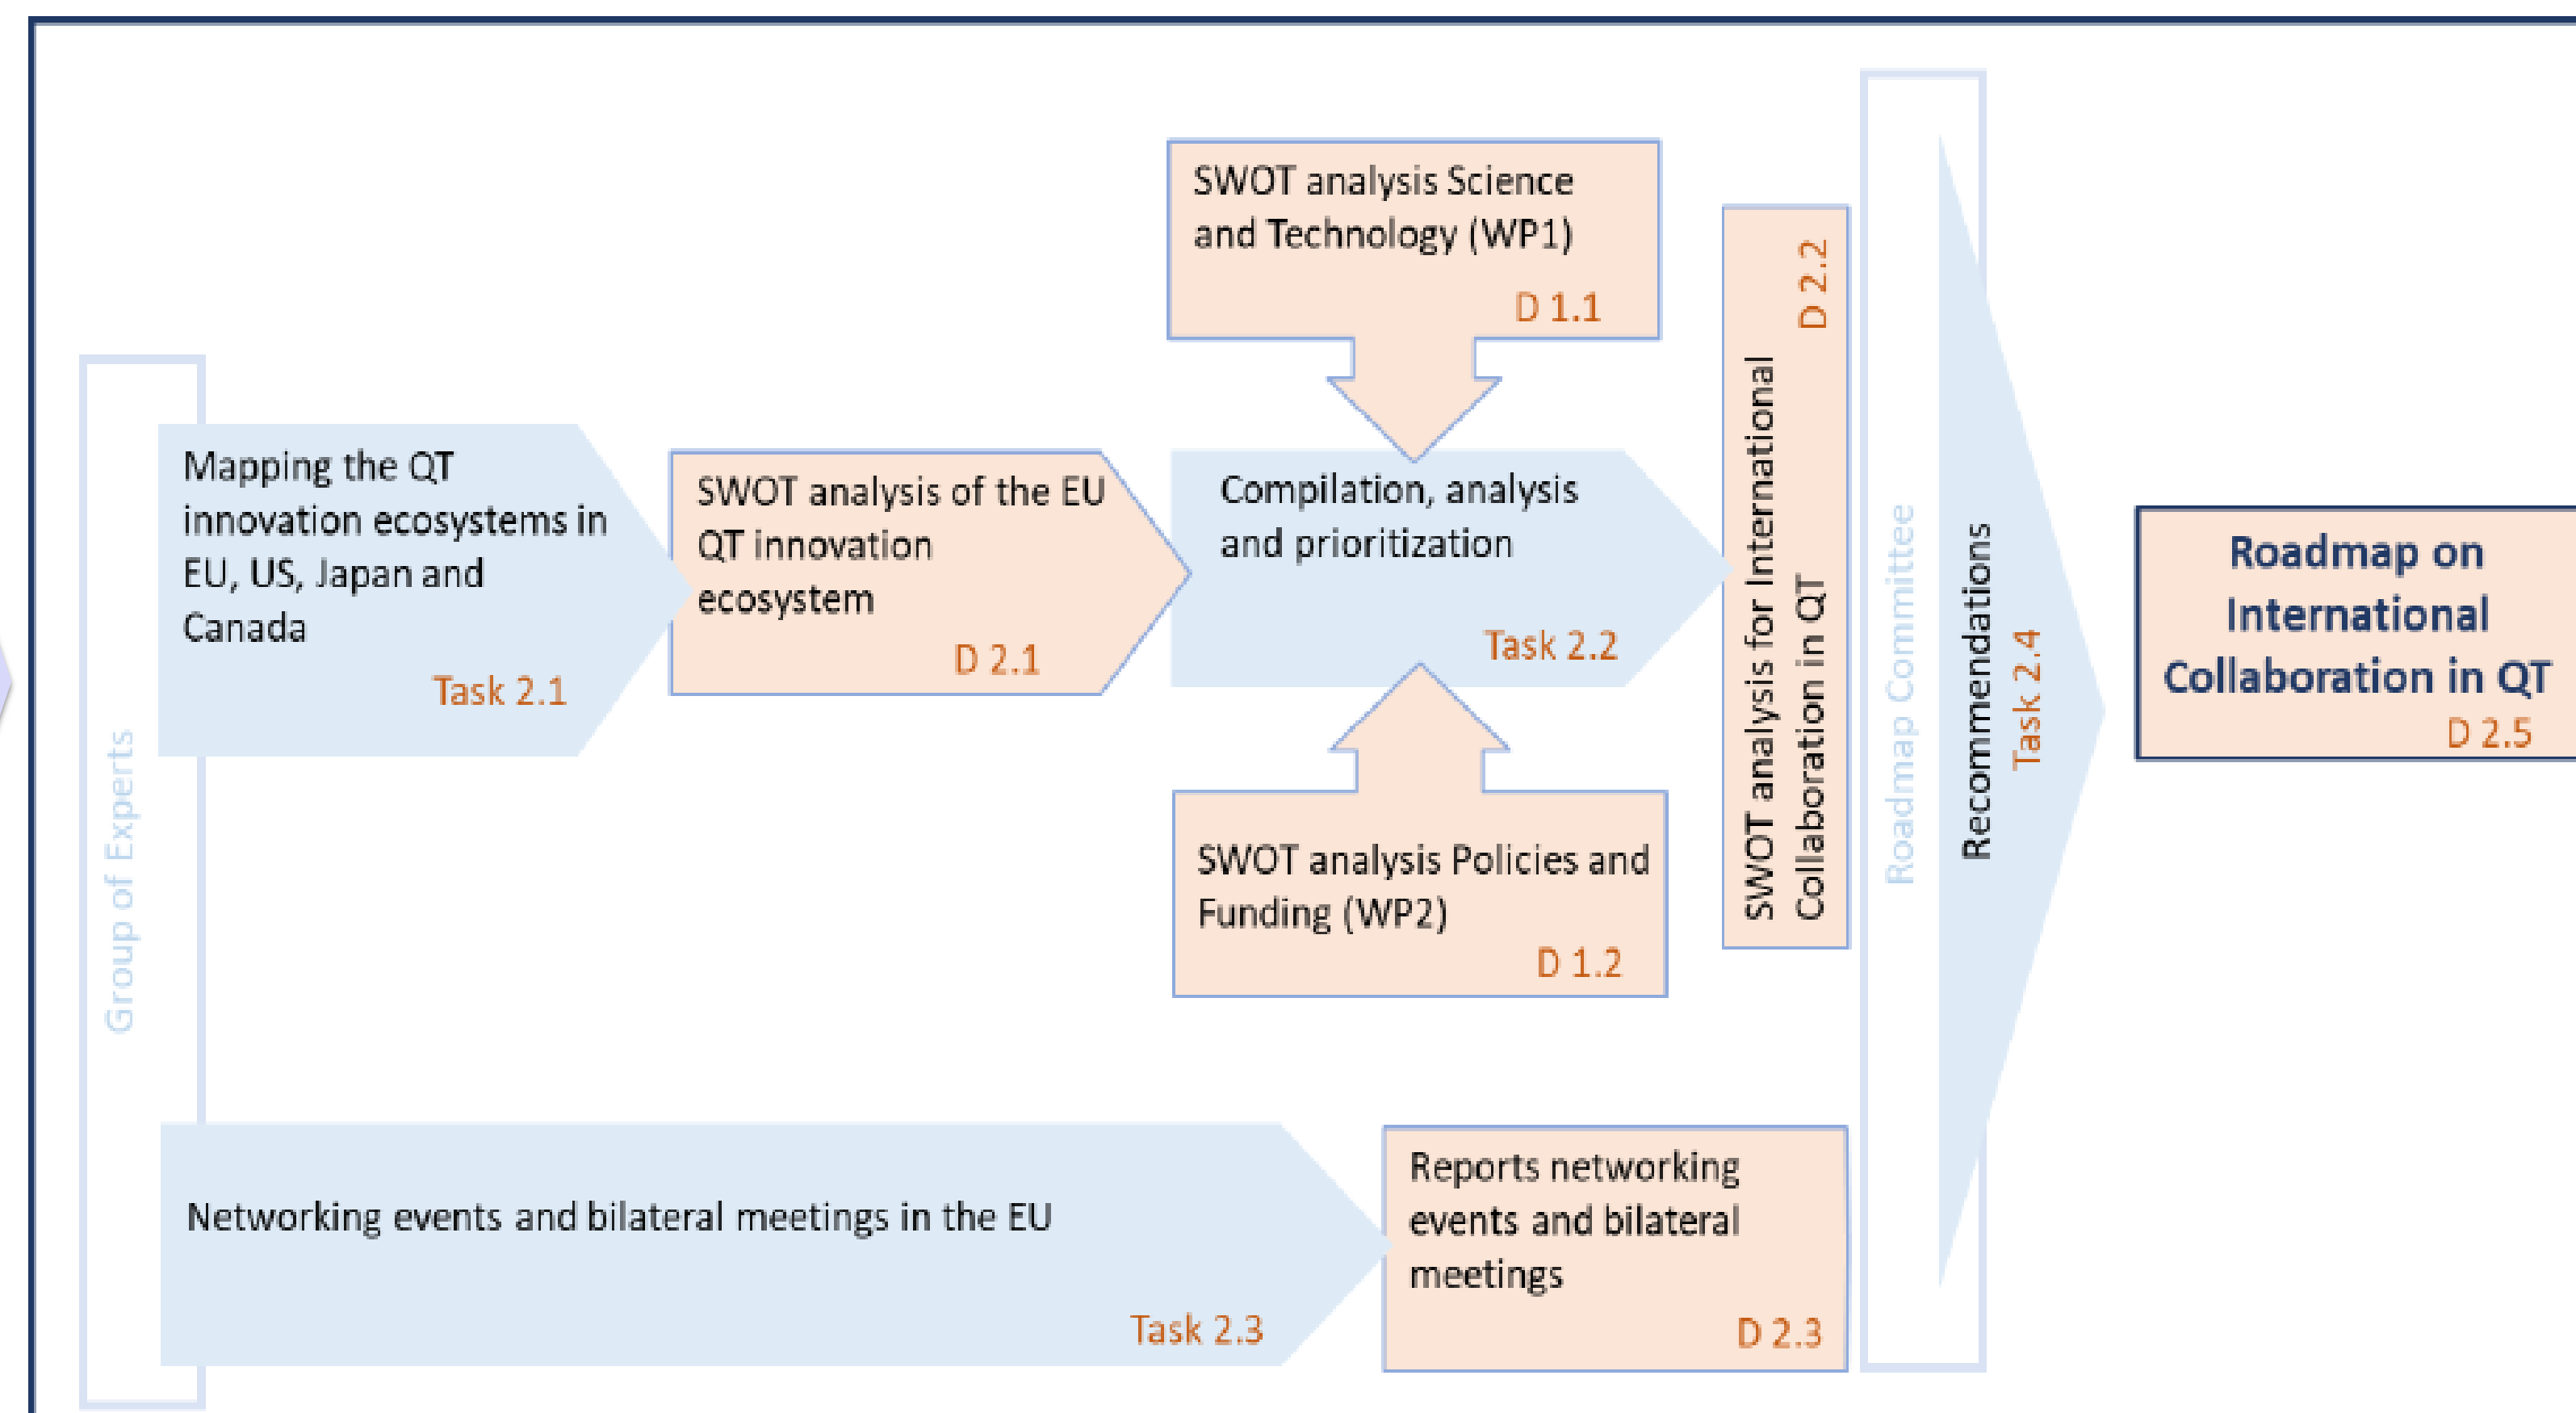 Group of Experts
Mapping the QT
innovation ecosystems in
EU, US, Japan and
Canada
Task 2.1
SWOT analysis of the EU
QT innovation
ecosystem
D 2.1
SWOT analysis Science
and Technology (WP1)
D 1.1
Compilation, analysis
and prioritization
Task 2.2
SWOT analysis Policies and
Funding (WP2)
D 1.2
SWOT analysis for International
Collaboration in QT
D 2.2
Networking events and bilateral meetings in the EU
Task 2.3
Reports networking
events and bilateral
meetings
D 2.3
Roadmap Committee
Recommendations
Task 2.4
Roadmap on
International
Collaboration in QT
D 2.5